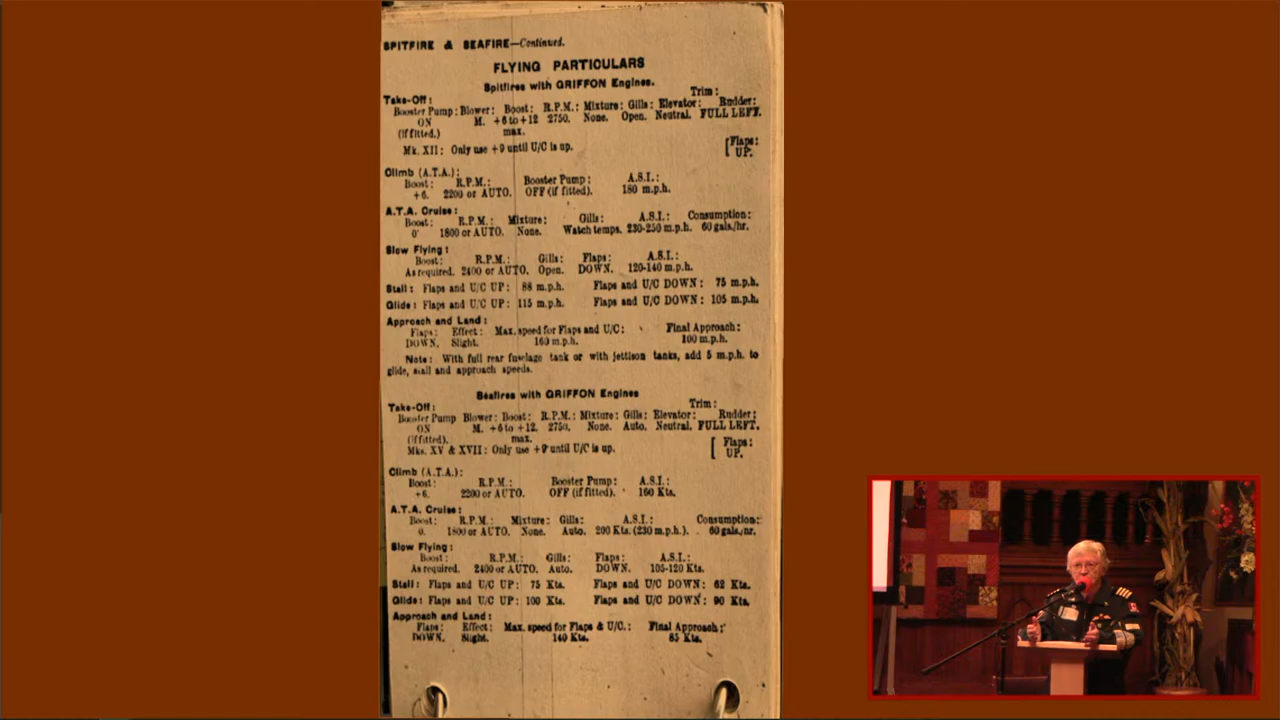 SPITFIRE & SEAFIRE—Continued.
FLYING PARTICULARS
Spitfires with GRIFFON Engines.
Trim:
Take-Off:
Booster Pump: Blower: Boost: R.P.M.: Mixture: Gills: Elevator: Rudder:
ON M. +6 to +12 2750. None. Open. Neutral. FULL LEFT.
(if fitted.) max.
Mk. XII: Only use +9 until U/C is up. [Flaps:
UP.
Climb (A.T.A.):
Boost: R.P.M.: Booster Pump: A.S.I.:
+6. 2200 or AUTO. OFF (if fitted). 180 m.p.h.
A.T.A. Cruise:
Boost: R.P.M.: Mixture: Gills: A.S.I.: Consumption:
0 1800 or AUTO. None. Watch temps. 230-250 m.p.h. 60 gals./hr.
Slow Flying:
Boost: R.P.M.: Gills: Flaps: A.S.I.:
As required. 2400 or AUTO. Open. DOWN. 120-140 m.p.h.
Stall: Flaps and U/C UP: 88 m.p.h. Flaps and U/C DOWN: 75 m.p.h.
Glide: Flaps and U/C UP: 115 m.p.h. Flaps and U/C DOWN: 105 m.p.h.
Approach and Land:
Flaps: Effect: Max. speed for Flaps and U/C: Final Approach:
DOWN. Slight. 160 m.p.h. 100 m.p.h.
Note: With full rear fuselage tank or with jettison tanks, add 5 m.p.h. to
glide, stall and approach speeds.
Seafires with GRIFFON Engines
Trim:
Take-Off:
Booster Pump Blower: Boost: R.P.M.: Mixture: Gills: Elevator: Rudder:
ON M. +6 to +12. 2750. None. Auto. Neutral. FULL LEFT.
(if fitted). max.
Mks. XV & XVII: Only use +9 until U/C is up. [ Flaps:
UP.
Climb (A.T.A.):
Boost: R.P.M.: Booster Pump: A.S.I.:
+6. 2200 or AUTO. OFF (if fitted). 160 Kts.
A.T.A. Cruise:
Boost: R.P.M.: Mixture: Gills: A.S.I.: Consumption:
0. 1800 or AUTO. None. Auto. 200 Kts. (230 m.p.h.). 60 gals./hr.
Slow Flying:
Boost: R.P.M.: Gills: Flaps: A.S.I.:
As required. 2400 or AUTO. Auto. DOWN. 105-120 Kts.
Stall: Flaps and U/C UP: 75 Kts. Flaps and U/C DOWN: 62 Kts.
Glide: Flaps and U/C UP: 100 Kts. Flaps and U/C DOWN: 90 Kts.
Approach and Land:
Flaps: Effect: Max. speed for Flaps & U/C.: Final Approach:
DOWN. Slight. 140 Kts. 85 Kts.